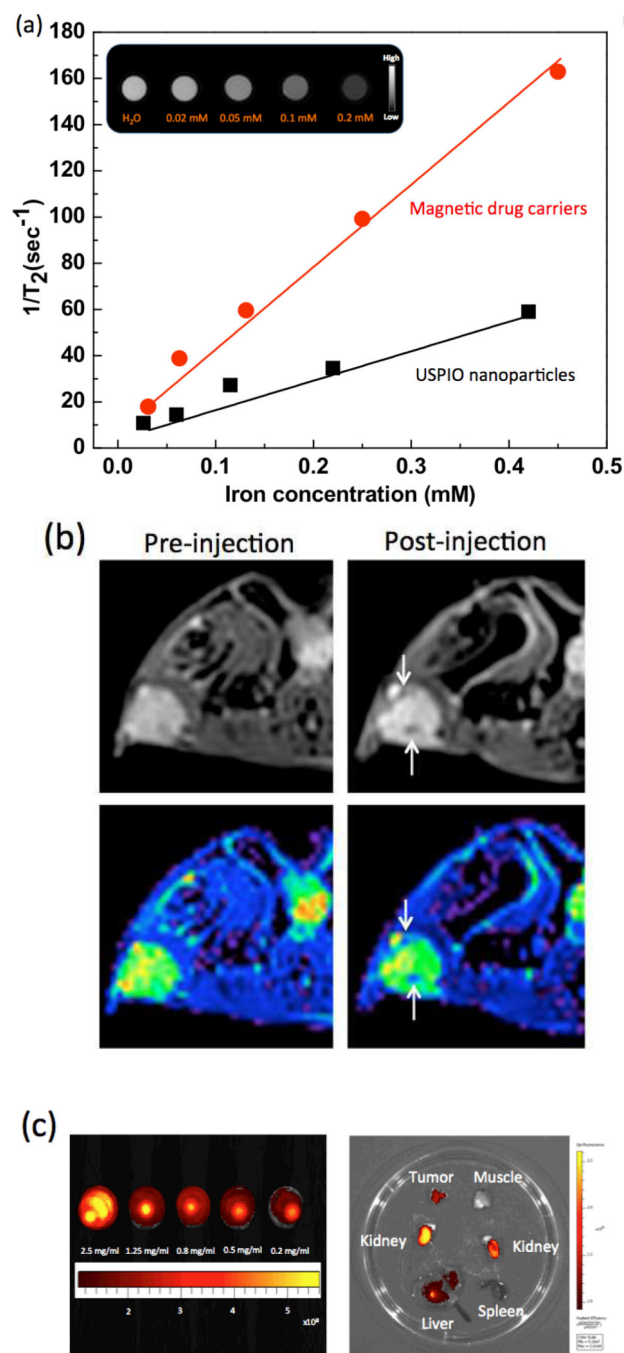 (a)
180
160
140
120
100
80
60
40
20
0
1/T2(sec-1)
High
Low
H2O 0.02 mM 0.05 mM 0.1 mM 0.2 mM
Magnetic drug carriers
USPIO nanoparticles
0.0 0.1 0.2 0.3 0.4 0.5
Iron concentration (mM)
(b)
Pre-injection Post-injection
(c)
2.5 mg/ml 1.25 mg/ml 0.8 mg/ml 0.5 mg/ml 0.2 mg/ml
2 3 4 5
Tumor Muscle
Kidney Kidney
Liver Spleen
Color Scale